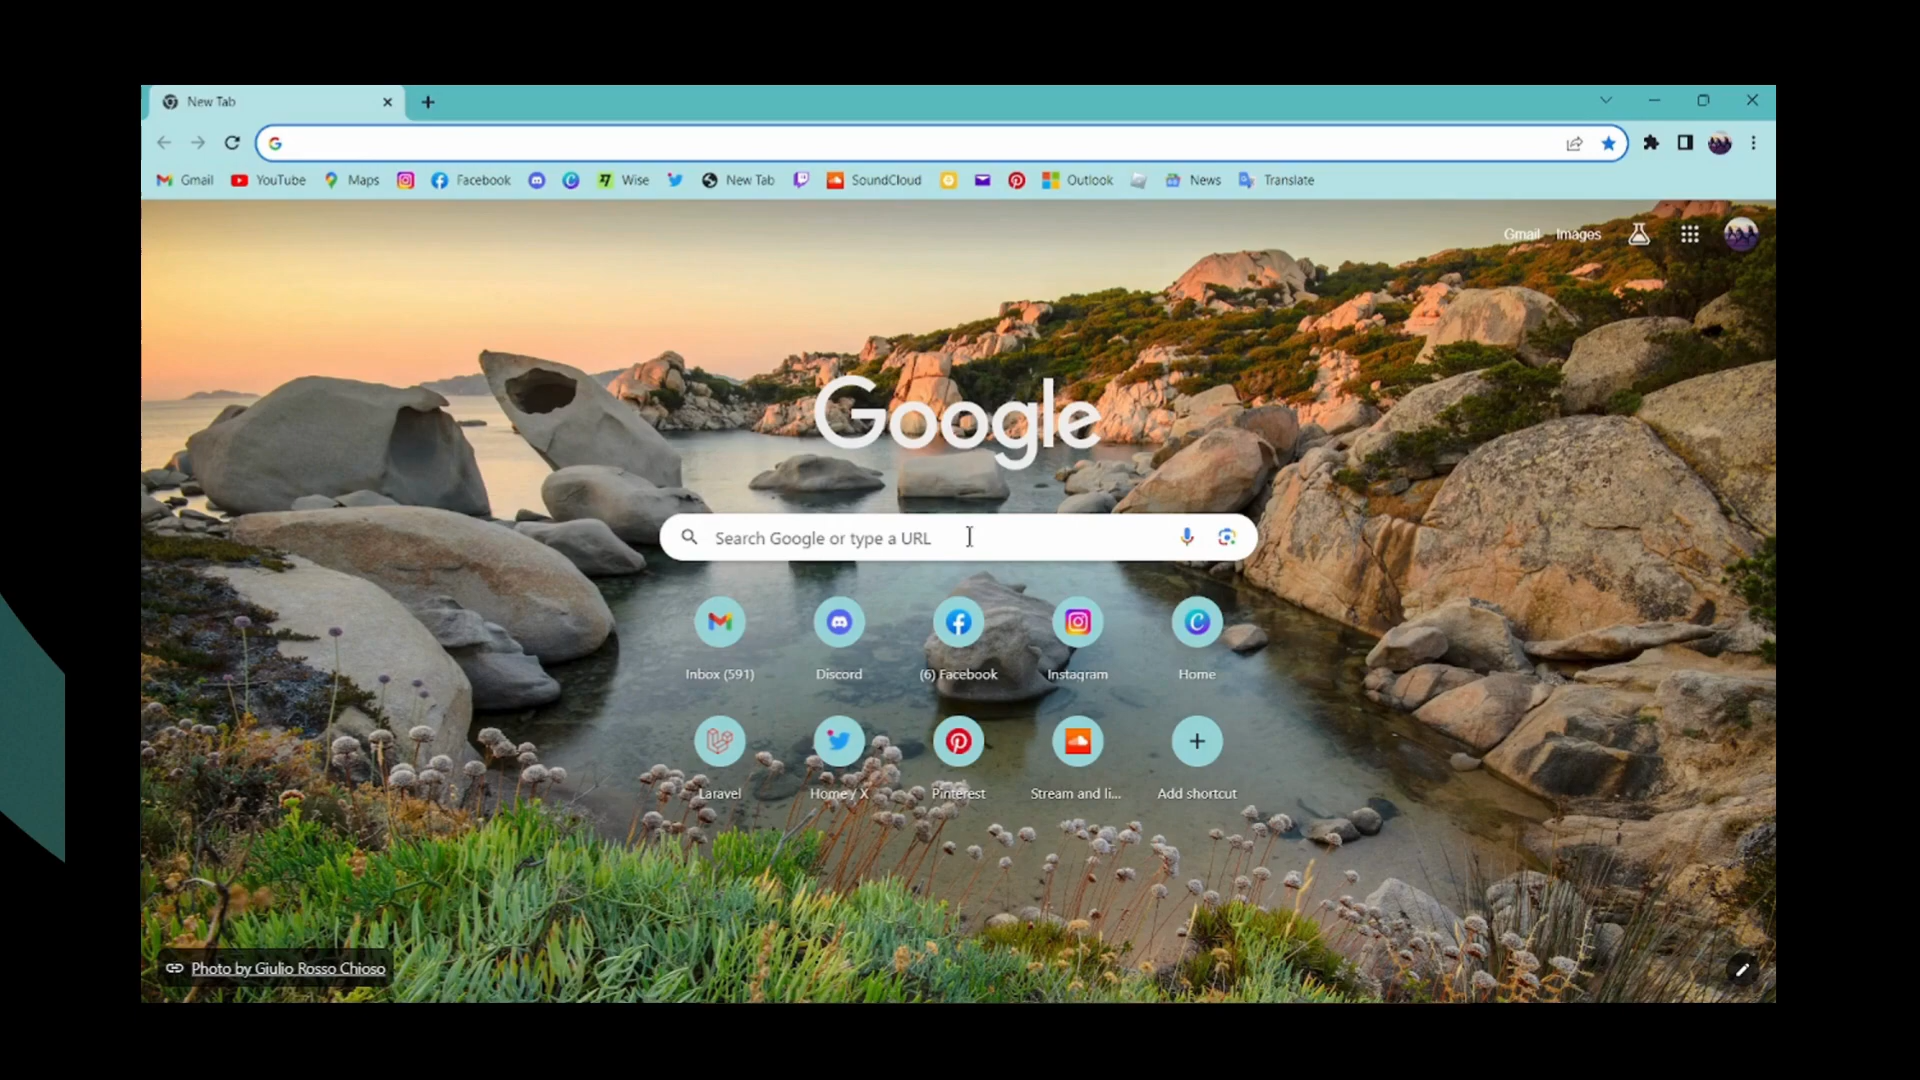 New Tab
Gmail YouTube Maps Facebook Wise New Tab SoundCloud Outlook News Translate
Gmail Images
Google
Search Google or type a URL
Inbox (591) Discord (6) Facebook Instagram Home
Laravel Home / X Pinterest Stream and li... Add shortcut
Photo by Giulio Rosso Chioso